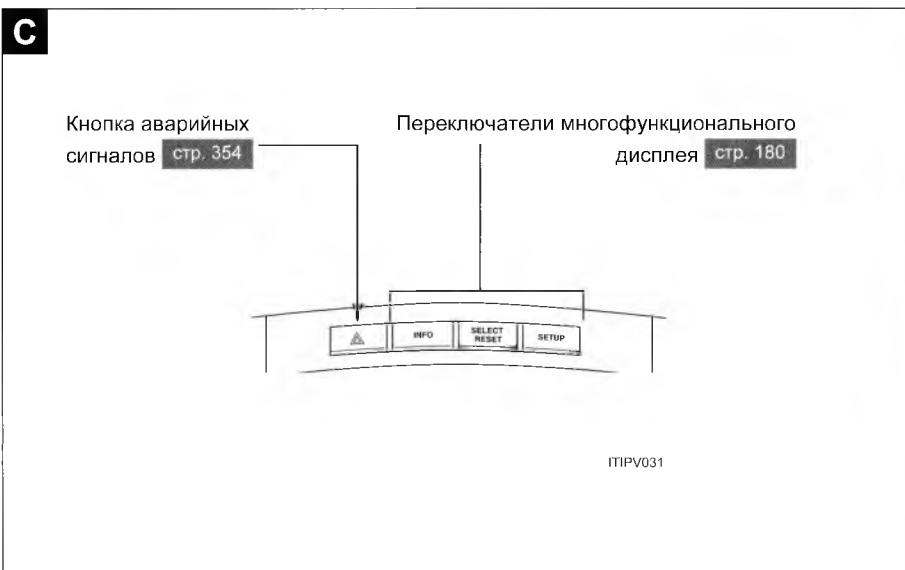 C
Кнопка аварийных
сигналов стр. 354
Переключатели многофункционального
дисплея стр. 180
INFO
SELECT
RESET
SETUP
ITIPV031